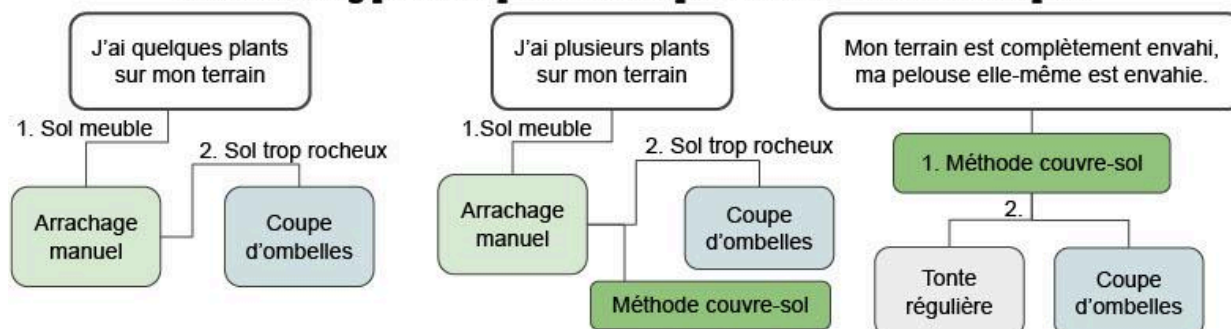 J'ai quelques plants
sur mon terrain
1. Sol meuble
2. Sol trop rocheux
Arrachage
manuel
Coupe
d'ombelles
J'ai plusieurs plants
sur mon terrain
1.Sol meuble
2. Sol trop rocheux
Arrachage
manuel
Coupe
d'ombelles
Méthode couvre-sol
Mon terrain est complètement envahi,
ma pelouse elle-même est envahie.
1. Méthode couvre-sol
2.
Tonte
régulière
Coupe
d'ombelles